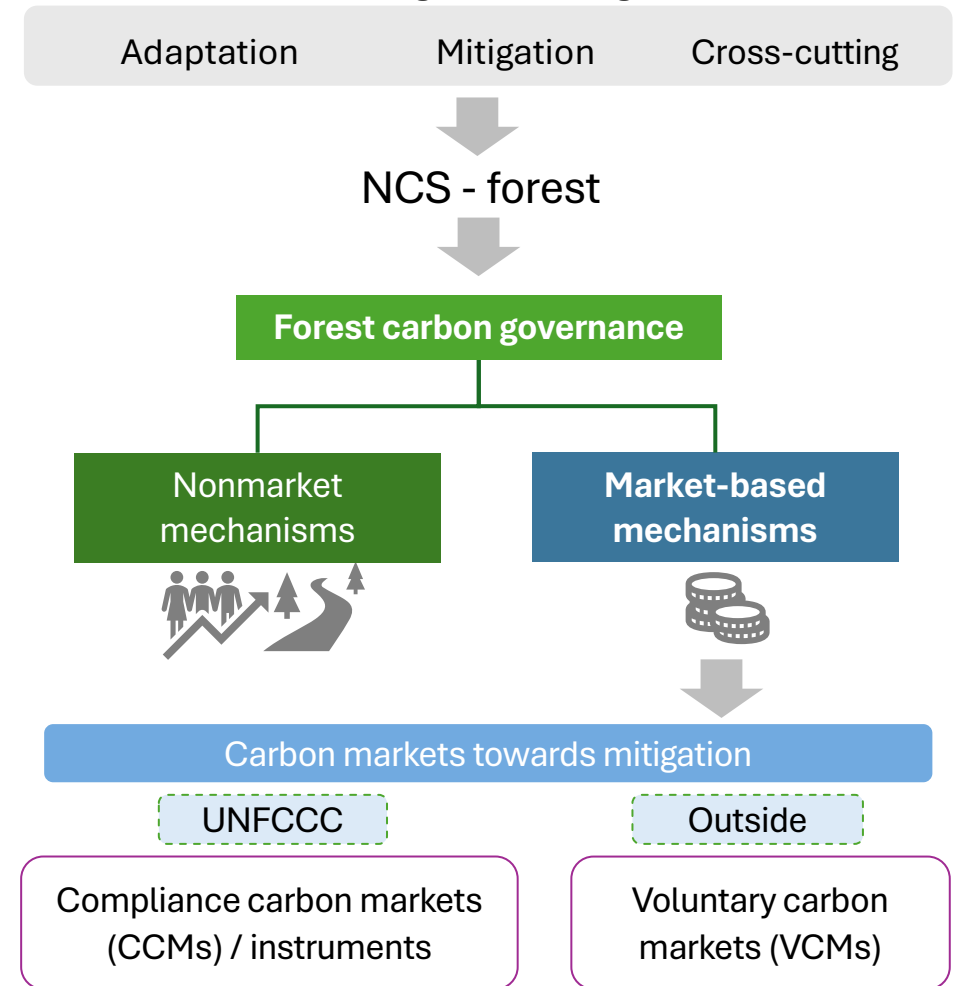 Adaptation Mitigation Cross-cutting
NCS - forest
Forest carbon governance
Nonmarket
mechanisms
Market-based
mechanisms
Carbon markets towards mitigation
UNFCCC
Outside
Compliance carbon markets
(CCMs) / instruments
Voluntary carbon
markets (VCMs)